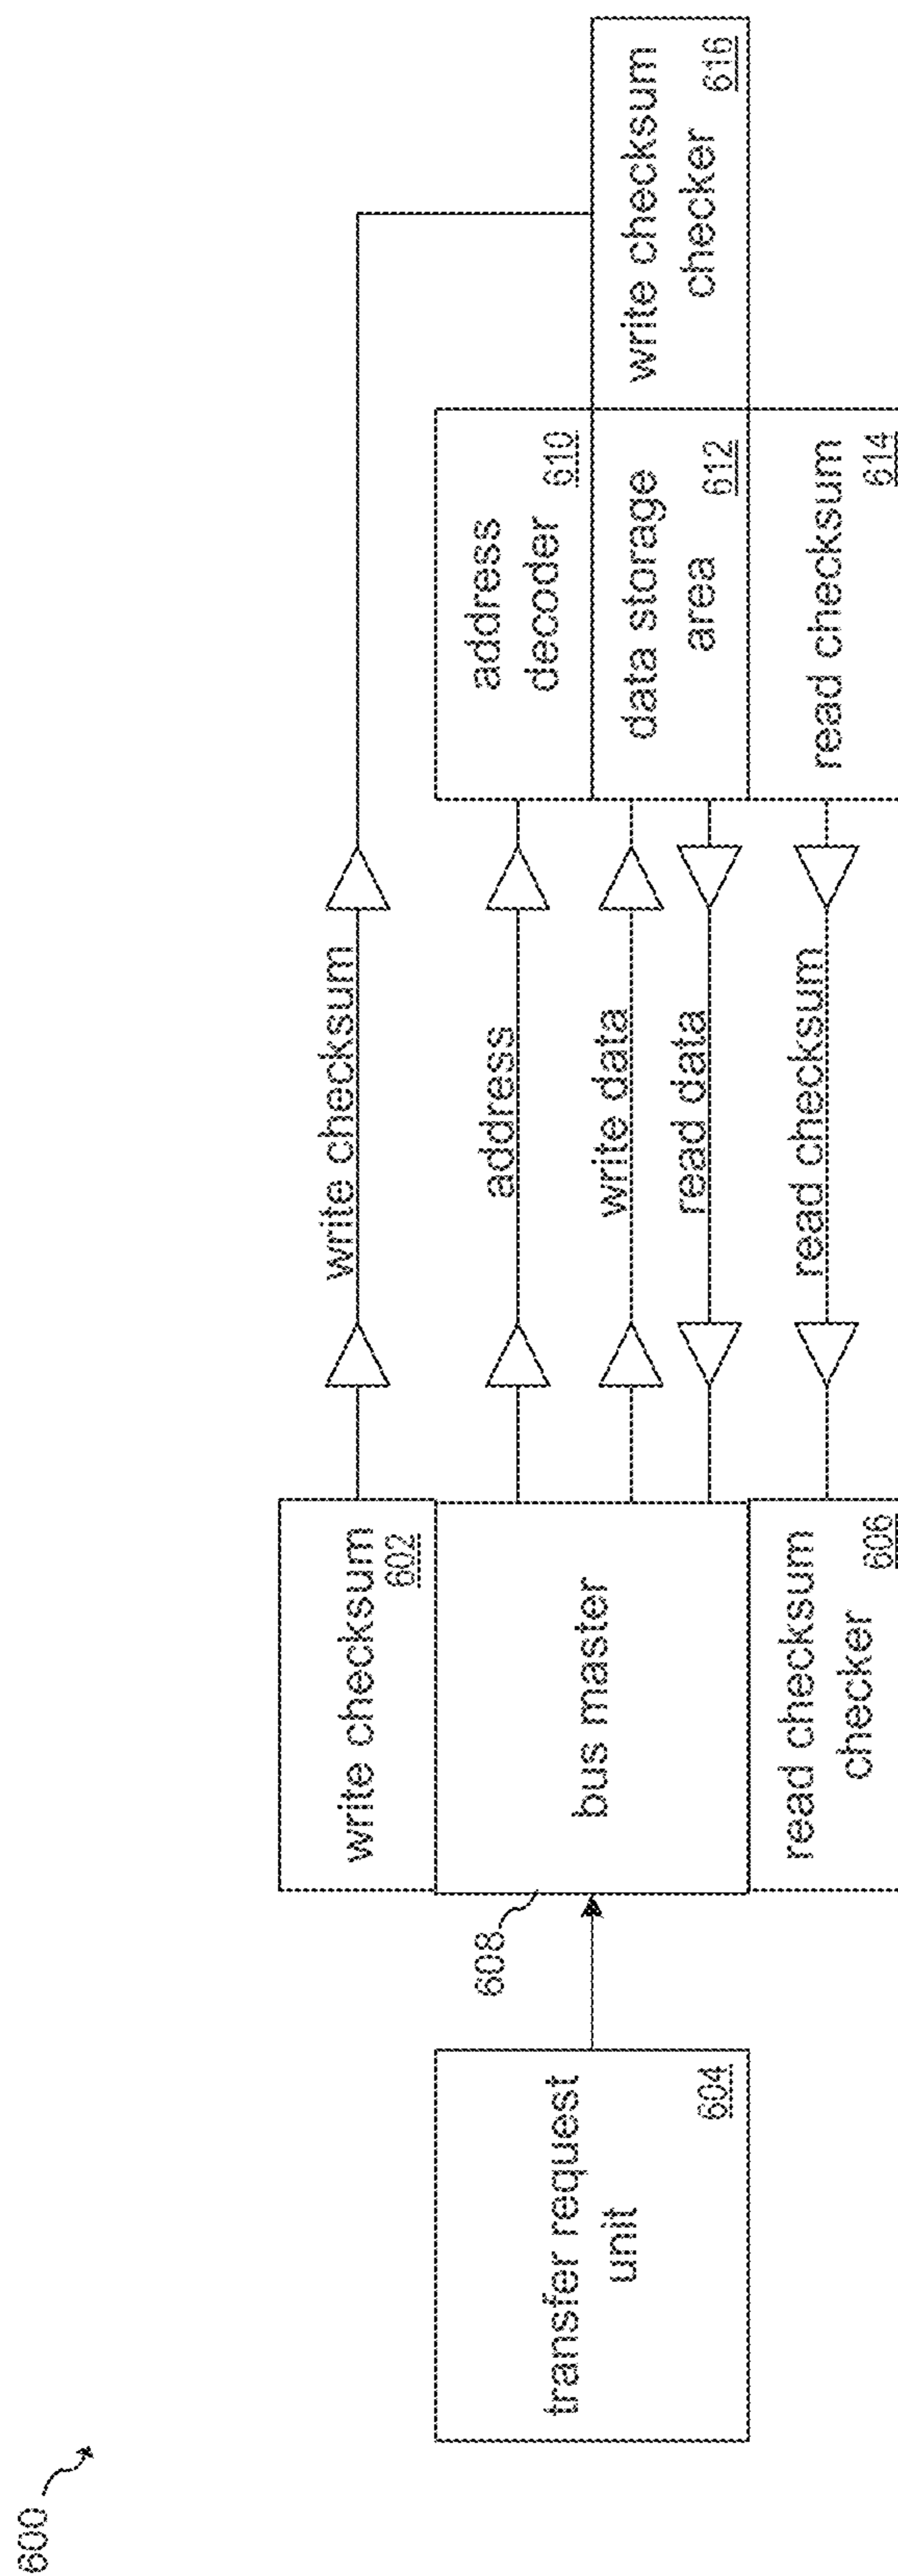 600
transfer request
unit
604
608
write checksum
602
bus master
read checksum
checker
606
write checksum
address
write data
read data
read checksum
address
decoder
610
data storage
area
612
read checksum
614
write checksum
checker
616